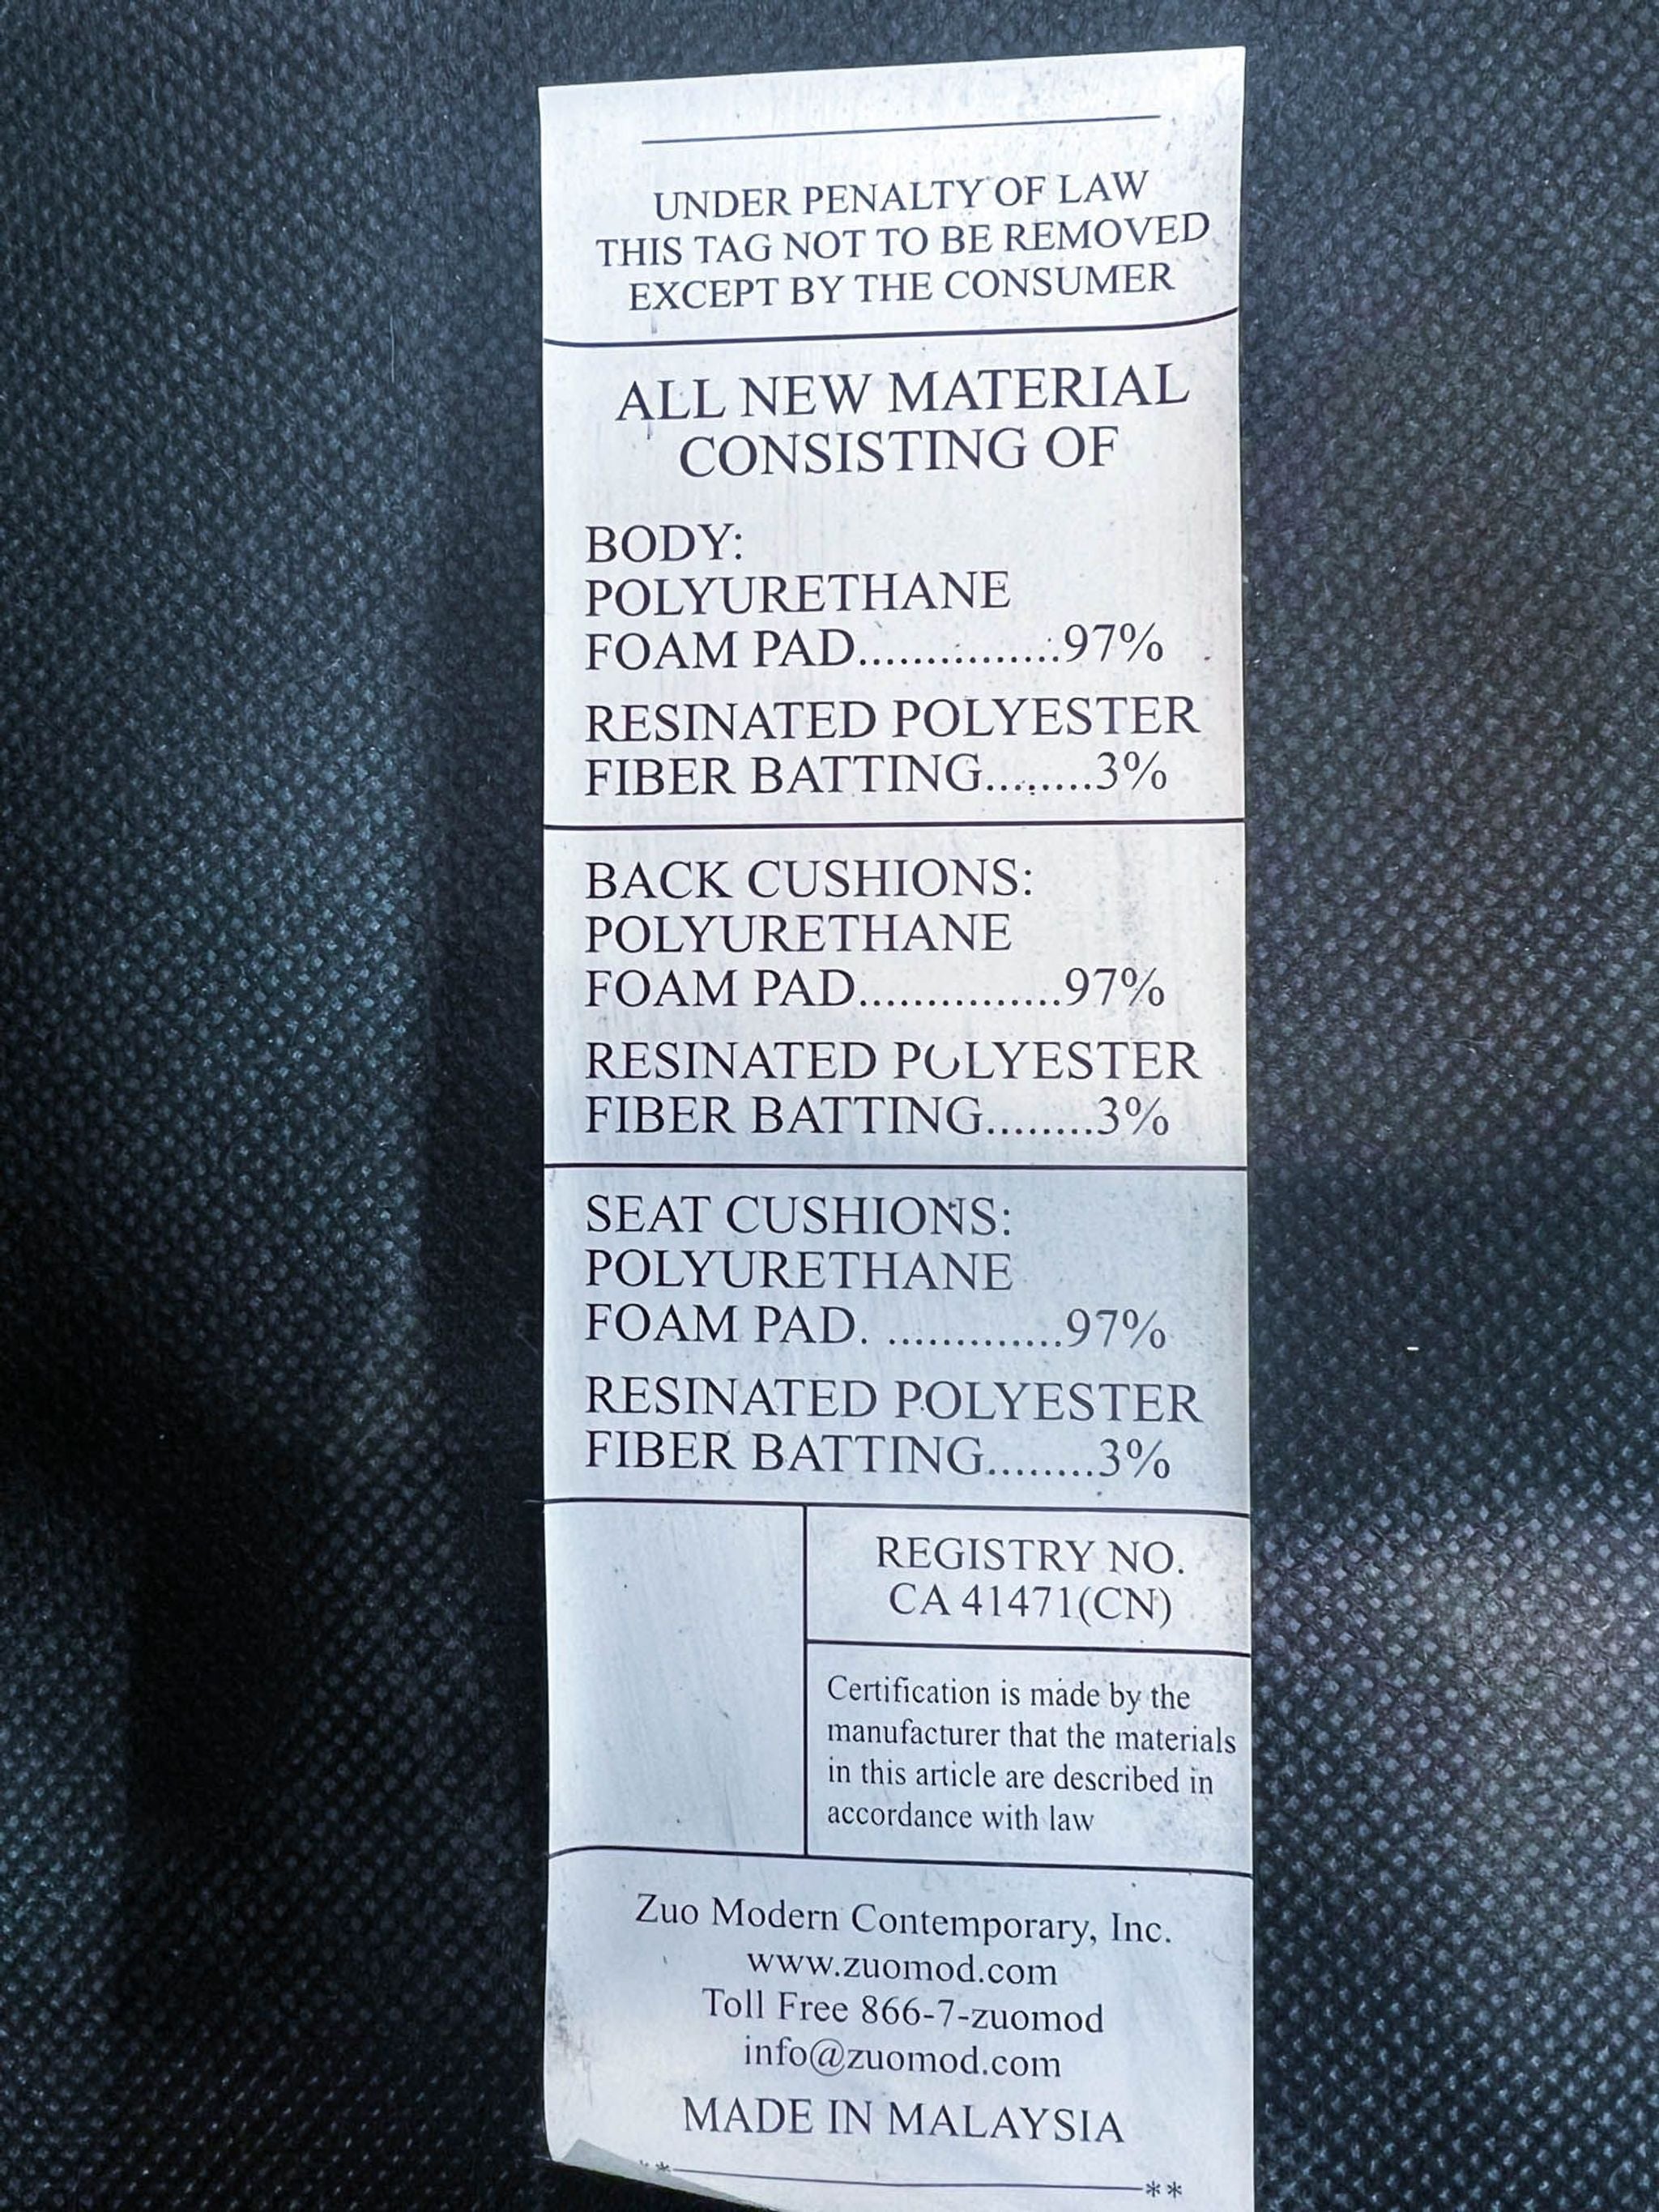 UNDER PENALTY OF LAW
THIS TAG NOT TO BE REMOVED
EXCEPT BY THE CONSUMER
ALL NEW MATERIAL
CONSISTING OF
BODY:
POLYURETHANE
FOAM PAD...............97%
RESINATED POLYESTER
FIBER BATTING........3%
BACK CUSHIONS:
POLYURETHANE
FOAM PAD...............97%
RESINATED POLYESTER
FIBER BATTING........3%
SEAT CUSHIONS:
POLYURETHANE
FOAM PAD. .............97%
RESINATED POLYESTER
FIBER BATTING........3%
REGISTRY NO.
CA 41471(CN)
Certification is made by the
manufacturer that the materials
in this article are described in
accordance with law
Zuo Modern Contemporary, Inc.
www.zuomod.com
Toll Free 866-7-zuomod
info@zuomod.com
MADE IN MALAYSIA
** **